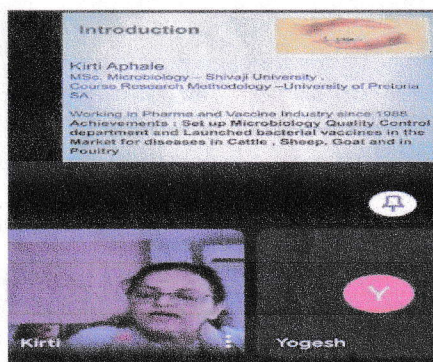 Introduction
Kirti Aphale
MSc. Microbiology – Shivaji University .
Course Research Methodology –University of Pretoria
SA.
Working in Pharma and Vaccine Industry since 1988
Achievements : Set up Microbiology Quality Control
department and Launched bacterial vaccines in the
Market for diseases in Cattle , Sheep, Goat and in
Poultry
Y
Kirti
Yogesh